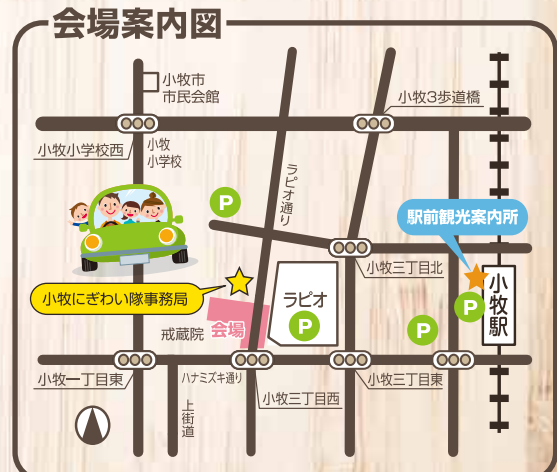 会場案内図
小牧市
市民会館
小牧3歩道橋
小牧小学校西
小牧
小学校
ラピオ通り
P
駅前観光案内所
小牧三丁目北
小牧にぎわい隊事務局
ラピオ
P
小牧駅
P
P
戒蔵院
会場
小牧一丁目東
ハナミズキ通り
上街道
小牧三丁目西
小牧三丁目東